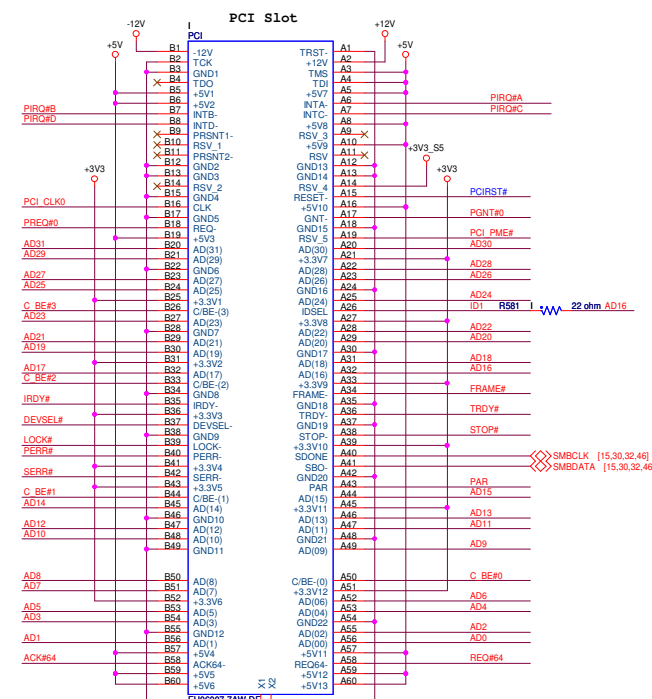 PCI Slot
-12V
+12V
I
PCI
+5V
+5V
B1 -12V TRST- A1
B2 TCK +12V A2
B3 GND1 TMS A3
B4 TDO TDI A4
B5 +5V1 +5V7 A5
B6 +5V2 INTA- A6 PIRQ#A
PIRQ#B B7 INTB- INTC- A7 PIRQ#C
PIRQ#D B8 INTD- +5V8 A8
B9 PRSNT1- RSV_3 A9
B10 RSV_1 +5V9 A10
B11 PRSNT2- RSV A11 +3V3_S5
B12 GND2 GND13 A12
+3V3 B13 GND3 GND14 A13 +3V3
B14 RSV_2 RSV_4 A14
B15 GND4 RESET- A15 PCIRST#
PCI_CLK0 B16 CLK +5V10 A16
B17 GND5 GNT- A17 PGNT#0
PREQ#0 B18 REQ- GND15 A18
B19 +5V3 RSV_5 A19 PCI_PME#
AD31 B20 AD(31) AD(30) A20 AD30
AD29 B21 AD(29) +3.3V7 A21
B22 GND6 AD(28) A22 AD28
AD27 B23 AD(27) AD(26) A23 AD26
AD25 B24 AD(25) GND16 A24
B25 +3.3V1 AD(24) A25 AD24
C_BE#3 B26 C/BE-(3) IDSEL A26 ID1 R581 I 22 ohm AD16
AD23 B27 AD(23) +3.3V8 A27
B28 GND7 AD(22) A28 AD22
AD21 B29 AD(21) AD(20) A29 AD20
AD19 B30 AD(19) GND17 A30
B31 +3.3V2 AD(18) A31 AD18
AD17 B32 AD(17) AD(16) A32 AD16
C_BE#2 B33 C/BE-(2) +3.3V9 A33
B34 GND8 FRAME- A34 FRAME#
IRDY# B35 IRDY- GND18 A35
B36 +3.3V3 TRDY- A36 TRDY#
DEVSEL# B37 DEVSEL- GND19 A37
B38 GND9 STOP- A38 STOP#
LOCK# B39 LOCK- +3.3V10 A39
PERR# B40 PERR- SDONE A40 SMBCLK [15,30,32,46]
B41 +3.3V4 SBO- A41 SMBDATA [15,30,32,46
SERR# B42 SERR- GND20 A42
B43 +3.3V5 PAR A43 PAR
C_BE#1 B44 C/BE-(1) AD(15) A44 AD15
AD14 B45 AD(14) +3.3V11 A45
B46 GND10 AD(13) A46 AD13
AD12 B47 AD(12) AD(11) A47 AD11
AD10 B48 AD(10) GND21 A48
B49 GND11 AD(09) A49 AD9
AD8 B50 AD(8) C/BE-(0) A50 C_BE#0
AD7 B51 AD(7) +3.3V12 A51
B52 +3.3V6 AD(06) A52 AD6
AD5 B53 AD(5) AD(04) A53 AD4
AD3 B54 AD(3) GND22 A54
B55 GND12 AD(02) A55 AD2
AD1 B56 AD(1) AD(00) A56 AD0
B57 +5V4 +5V11 A57
ACK#64 B58 ACK64- REQ64- A58 REQ#64
B59 +5V5 +5V12 A59
B60 +5V6 X1 X2 +5V13 A60